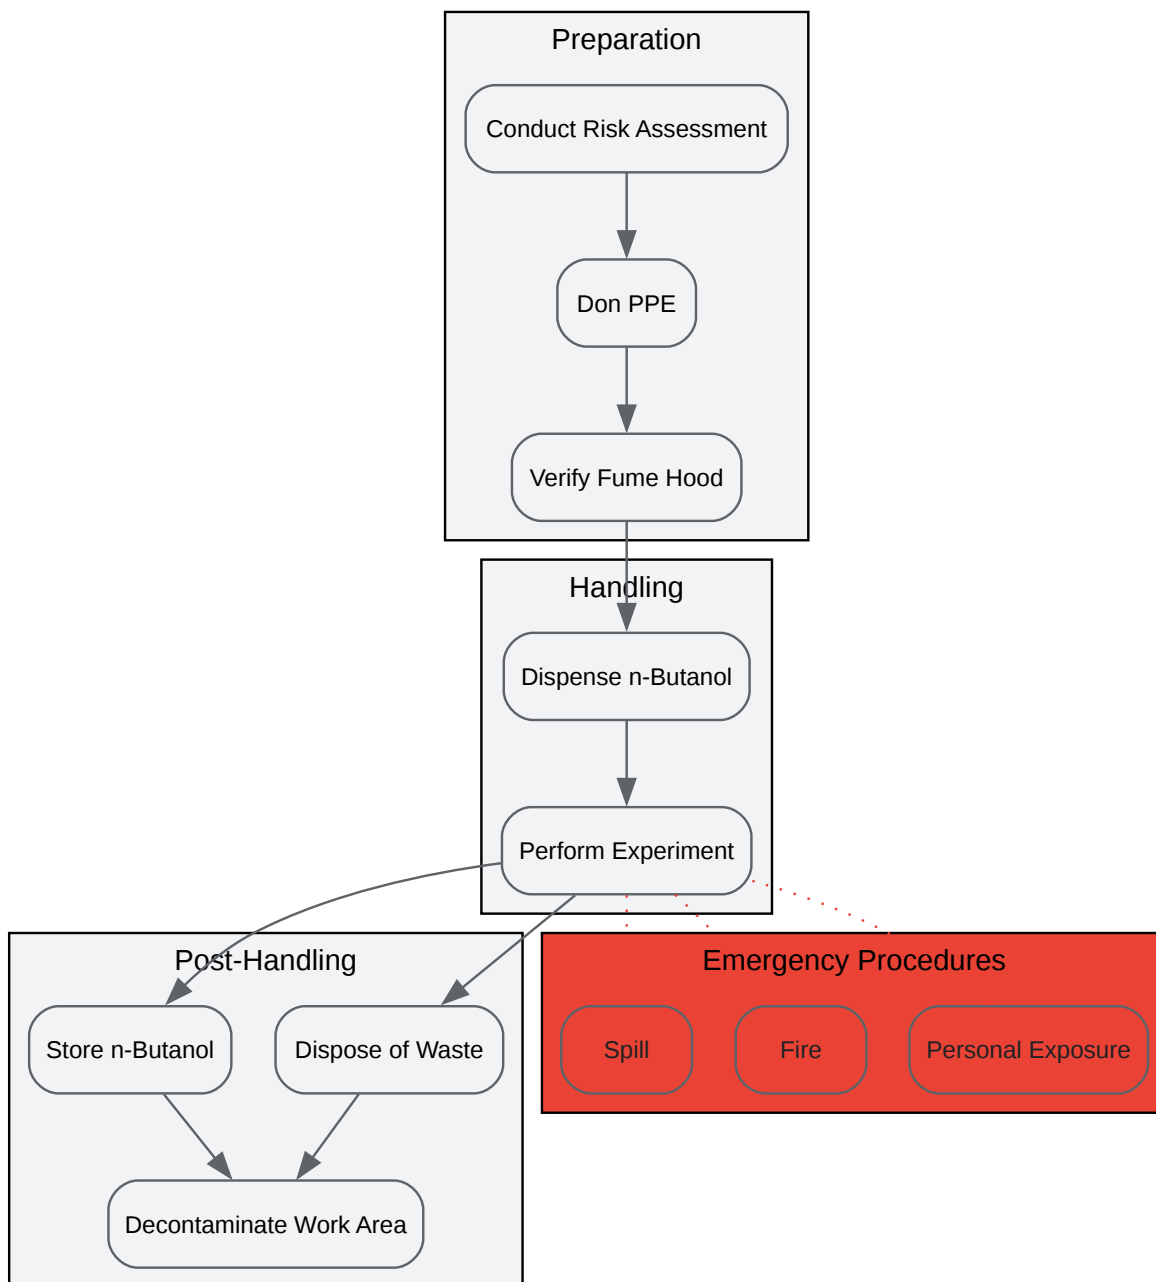 Preparation
Conduct Risk Assessment
Don PPE
Verify Fume Hood
Handling
Dispense n-Butanol
Perform Experiment
Post-Handling
Emergency Procedures
Store n-Butanol
Dispose of Waste
Spill
Fire
Personal Exposure
Decontaminate Work Area